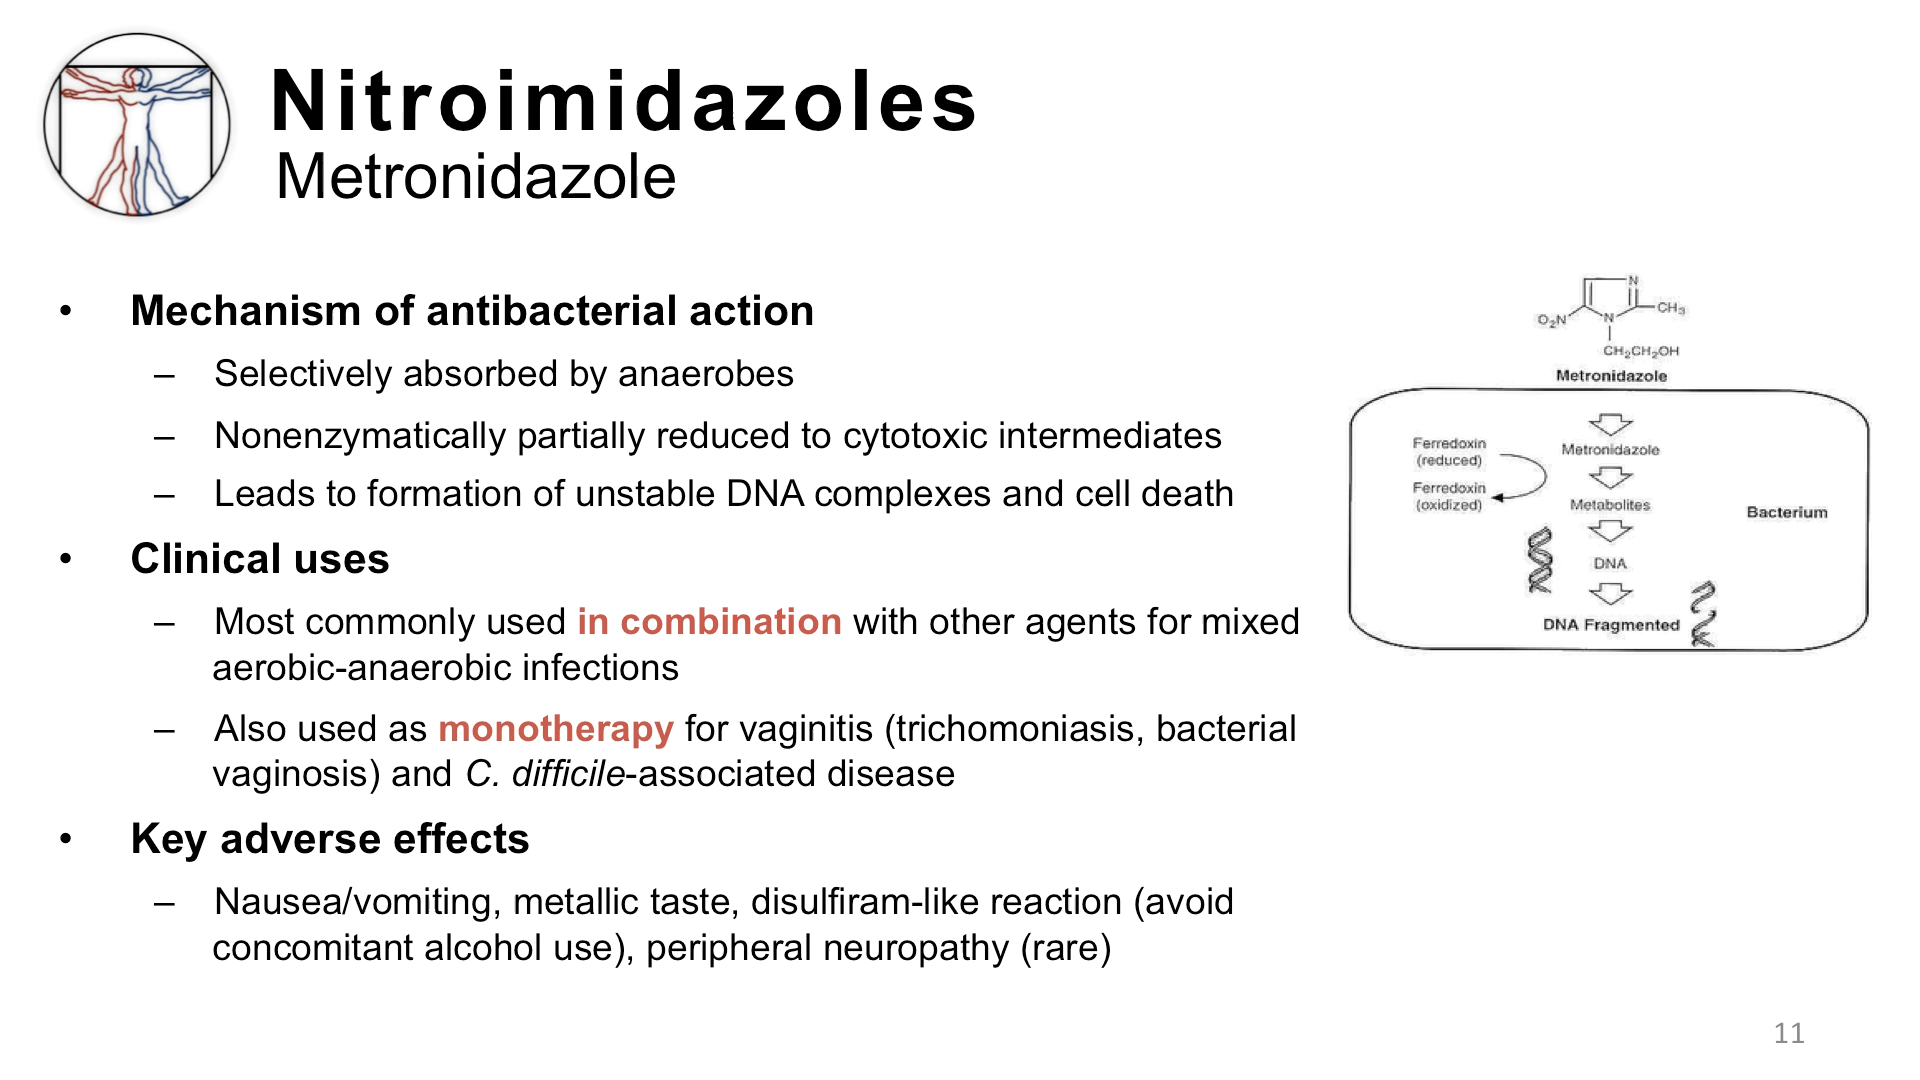 Nitroimidazoles
Metronidazole
• Mechanism of antibacterial action
– Selectively absorbed by anaerobes
– Nonenzymatically partially reduced to cytotoxic intermediates
– Leads to formation of unstable DNA complexes and cell death
• Clinical uses
– Most commonly used in combination with other agents for mixed
aerobic-anaerobic infections
– Also used as monotherapy for vaginitis (trichomoniasis, bacterial
vaginosis) and C. difficile-associated disease
• Key adverse effects
– Nausea/vomiting, metallic taste, disulfiram-like reaction (avoid
concomitant alcohol use), peripheral neuropathy (rare)
N
O₂N
N
CH₃
CH₂CH₂OH
Metronidazole
Ferredoxin
(reduced)
Ferredoxin
(oxidized)
Metronidazole
Metabolites
DNA
DNA Fragmented
Bacterium
11